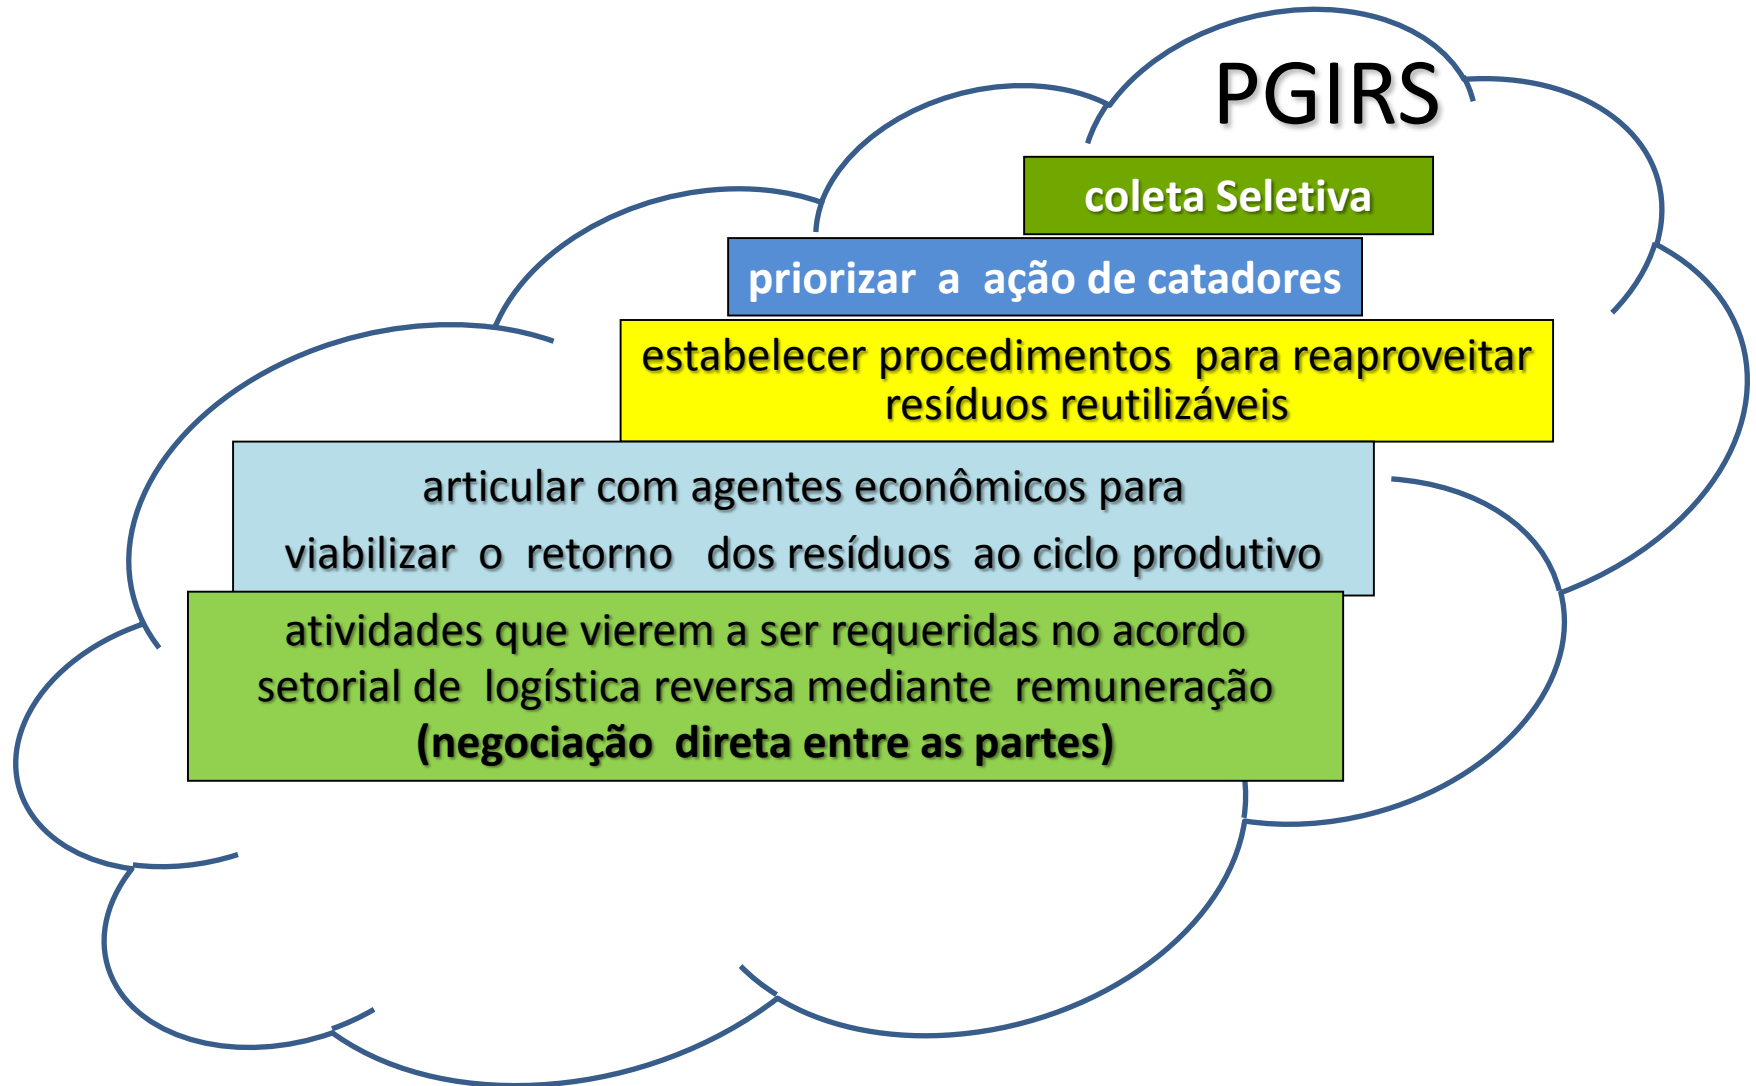 PGIRS
coleta Seletiva
priorizar a ação de catadores
estabelecer procedimentos para reaproveitar
resíduos reutilizáveis
articular com agentes econômicos para
viabilizar o retorno dos resíduos ao ciclo produtivo
atividades que vierem a ser requeridas no acordo
setorial de logística reversa mediante remuneração
(negociação direta entre as partes)